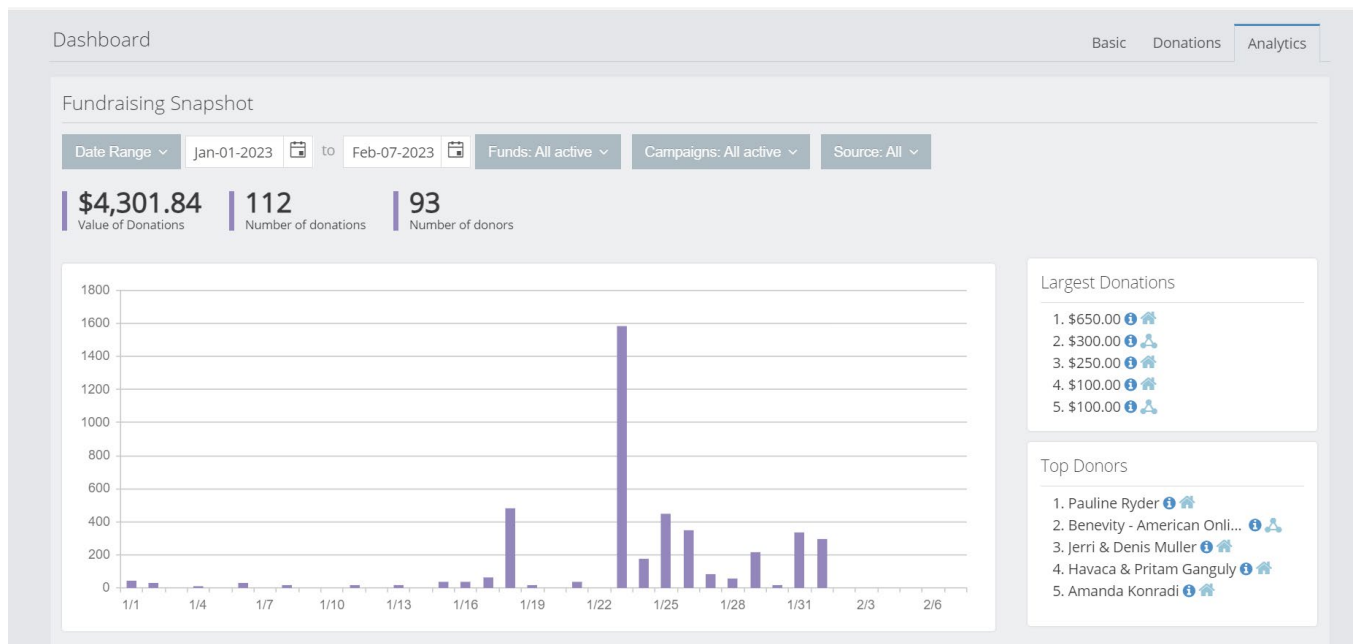 Dashboard
Basic Donations Analytics
Fundraising Snapshot
Date Range Jan-01-2023 to Feb-07-2023 Funds: All active Campaigns: All active Source: All
$4,301.84 112 93
Value of Donations Number of donations Number of donors
1800
1600
1400
1200
1000
800
600
400
200
0
1/1 1/4 1/7 1/10 1/13 1/16 1/19 1/22 1/25 1/28 1/31 2/3 2/6
Largest Donations
1. $650.00
2. $300.00
3. $250.00
4. $100.00
5. $100.00
Top Donors
1. Pauline Ryder
2. Benevity - American Onli...
3. Jerri & Denis Muller
4. Havaca & Pritam Ganguly
5. Amanda Konradi